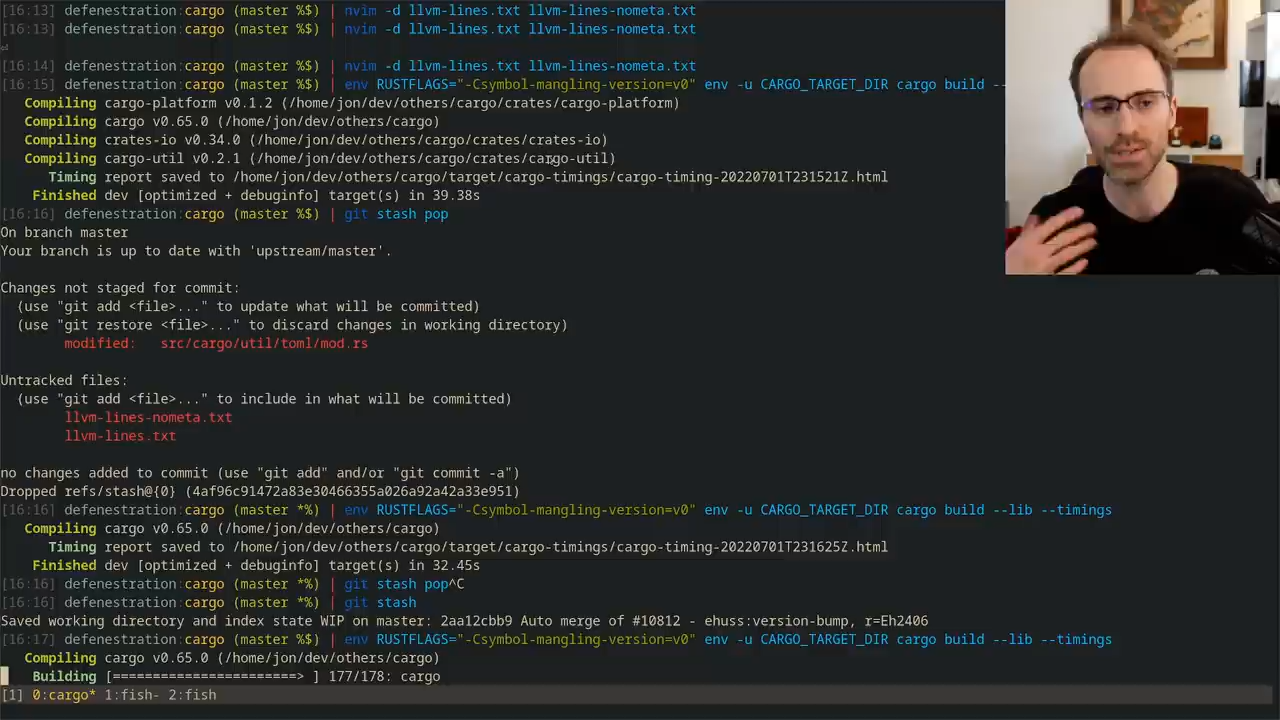 [16:13] defenestration:cargo (master %$) | nvim -d llvm-lines.txt llvm-lines-nometa.txt
[16:13] defenestration:cargo (master %$) | nvim -d llvm-lines.txt llvm-lines-nometa.txt
⏎
[16:14] defenestration:cargo (master %$) | nvim -d llvm-lines.txt llvm-lines-nometa.txt
[16:15] defenestration:cargo (master %$) | env RUSTFLAGS="-Csymbol-mangling-version=v0" env -u CARGO_TARGET_DIR cargo build --
Compiling cargo-platform v0.1.2 (/home/jon/dev/others/cargo/crates/cargo-platform)
Compiling cargo v0.65.0 (/home/jon/dev/others/cargo)
Compiling crates-io v0.34.0 (/home/jon/dev/others/cargo/crates/crates-io)
Compiling cargo-util v0.2.1 (/home/jon/dev/others/cargo/crates/cargo-util)
Timing report saved to /home/jon/dev/others/cargo/target/cargo-timings/cargo-timing-20220701T231521Z.html
Finished dev [optimized + debuginfo] target(s) in 39.38s
[16:16] defenestration:cargo (master %$) | git stash pop
On branch master
Your branch is up to date with 'upstream/master'.
Changes not staged for commit:
(use "git add <file>..." to update what will be committed)
(use "git restore <file>..." to discard changes in working directory)
modified: src/cargo/util/toml/mod.rs
Untracked files:
(use "git add <file>..." to include in what will be committed)
llvm-lines-nometa.txt
llvm-lines.txt
no changes added to commit (use "git add" and/or "git commit -a")
Dropped refs/stash@{0} (4af96c91472a83e30466355a026a92a42a33e951)
[16:16] defenestration:cargo (master *%) | env RUSTFLAGS="-Csymbol-mangling-version=v0" env -u CARGO_TARGET_DIR cargo build --lib --timings
Compiling cargo v0.65.0 (/home/jon/dev/others/cargo)
Timing report saved to /home/jon/dev/others/cargo/target/cargo-timings/cargo-timing-20220701T231625Z.html
Finished dev [optimized + debuginfo] target(s) in 32.45s
[16:16] defenestration:cargo (master *%) | git stash pop^C
[16:16] defenestration:cargo (master *%) | git stash
Saved working directory and index state WIP on master: 2aa12cbb9 Auto merge of #10812 - ehuss:version-bump, r=Eh2406
[16:17] defenestration:cargo (master %$) | env RUSTFLAGS="-Csymbol-mangling-version=v0" env -u CARGO_TARGET_DIR cargo build --lib --timings
Compiling cargo v0.65.0 (/home/jon/dev/others/cargo)
Building [=======================> ] 177/178: cargo
[1] 0:cargo* 1:fish- 2:fish